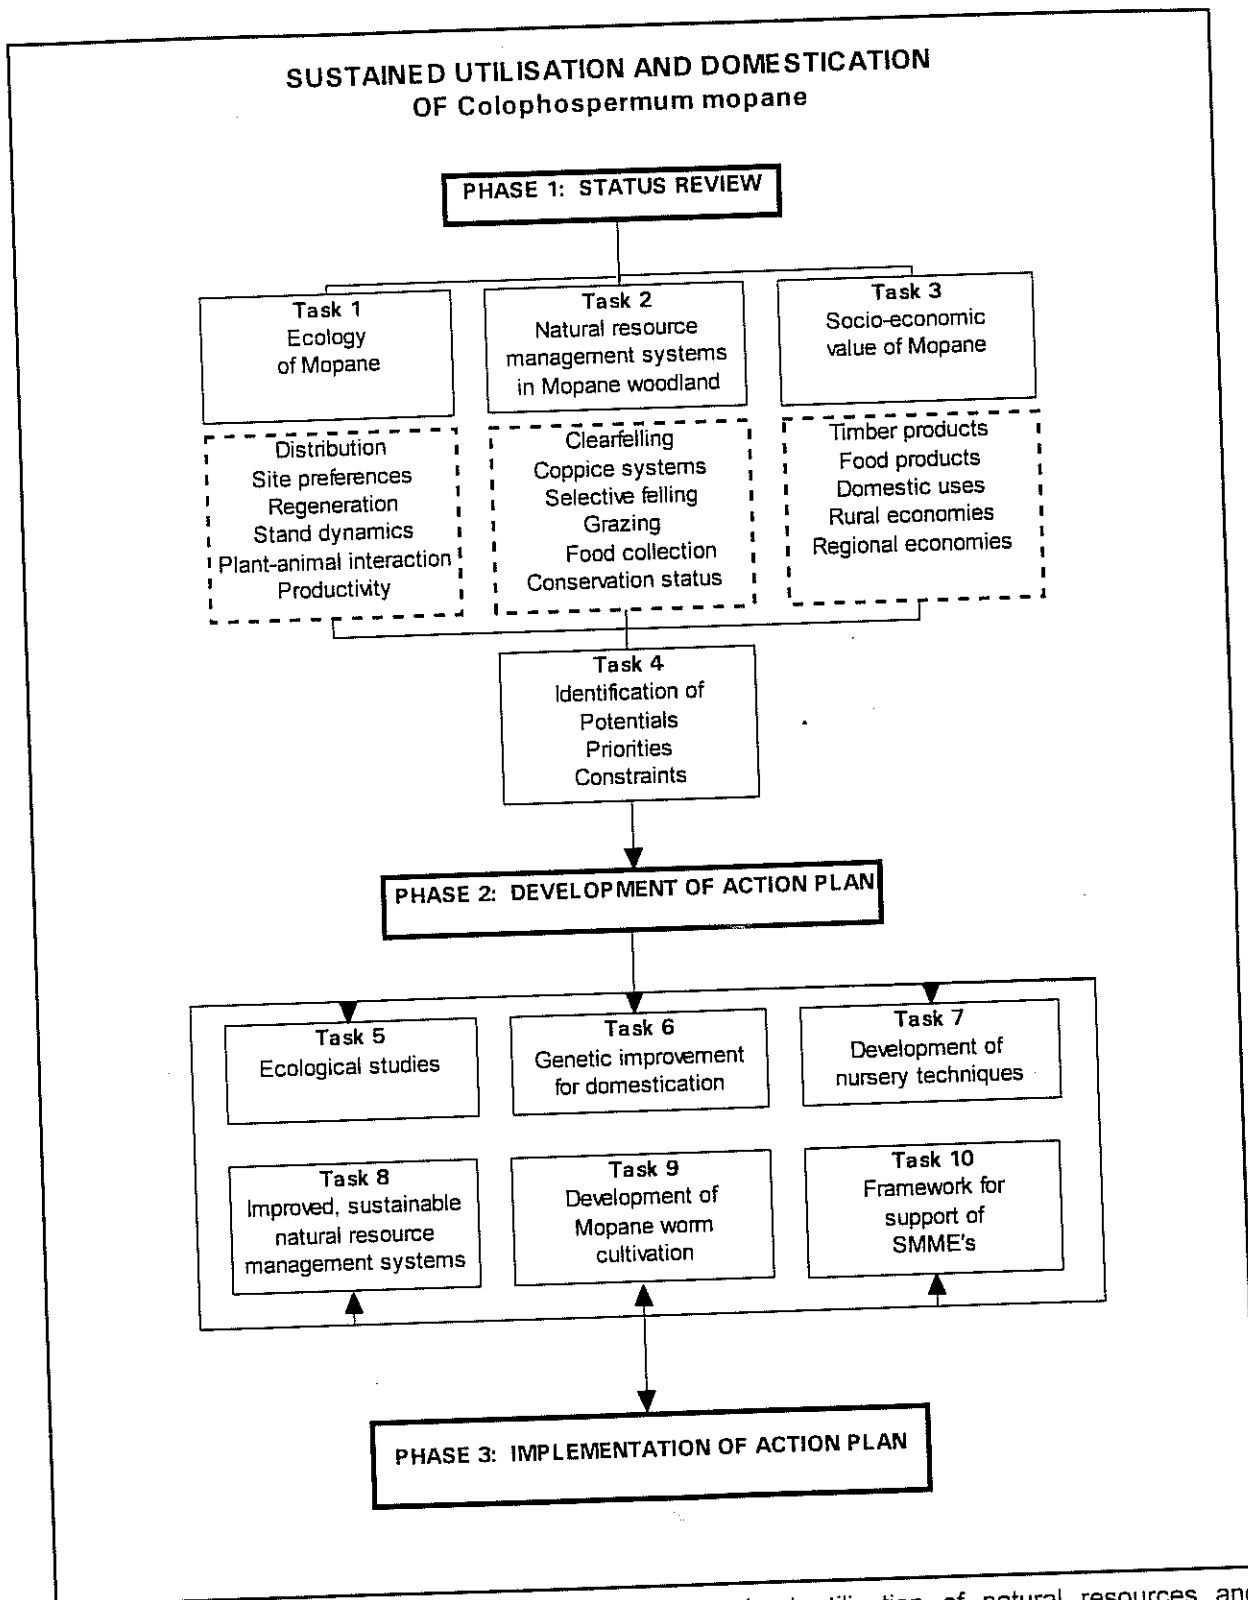 SUSTAINED UTILISATION AND DOMESTICATION
OF Colophospermum mopane
PHASE 1: STATUS REVIEW
Task 1
Ecology
of Mopane
Task 2
Natural resource
management systems
in Mopane woodland
Task 3
Socio-economic
value of Mopane
Distribution
Site preferences
Regeneration
Stand dynamics
Plant-animal interaction
Productivity
Clearfelling
Coppice systems
Selective felling
Grazing
Food collection
Conservation status
Timber products
Food products
Domestic uses
Rural economies
Regional economies
Task 4
Identification of
Potentials
Priorities
Constraints
PHASE 2: DEVELOPMENT OF ACTION PLAN
Task 5
Ecological studies
Task 6
Genetic improvement
for domestication
Task 7
Development of
nursery techniques
Task 8
Improved, sustainable
natural resource
management systems
Task 9
Development of
Mopane worm
cultivation
Task 10
Framework for
support of
SMME's
PHASE 3: IMPLEMENTATION OF ACTION PLAN
utilisation of natural resources and